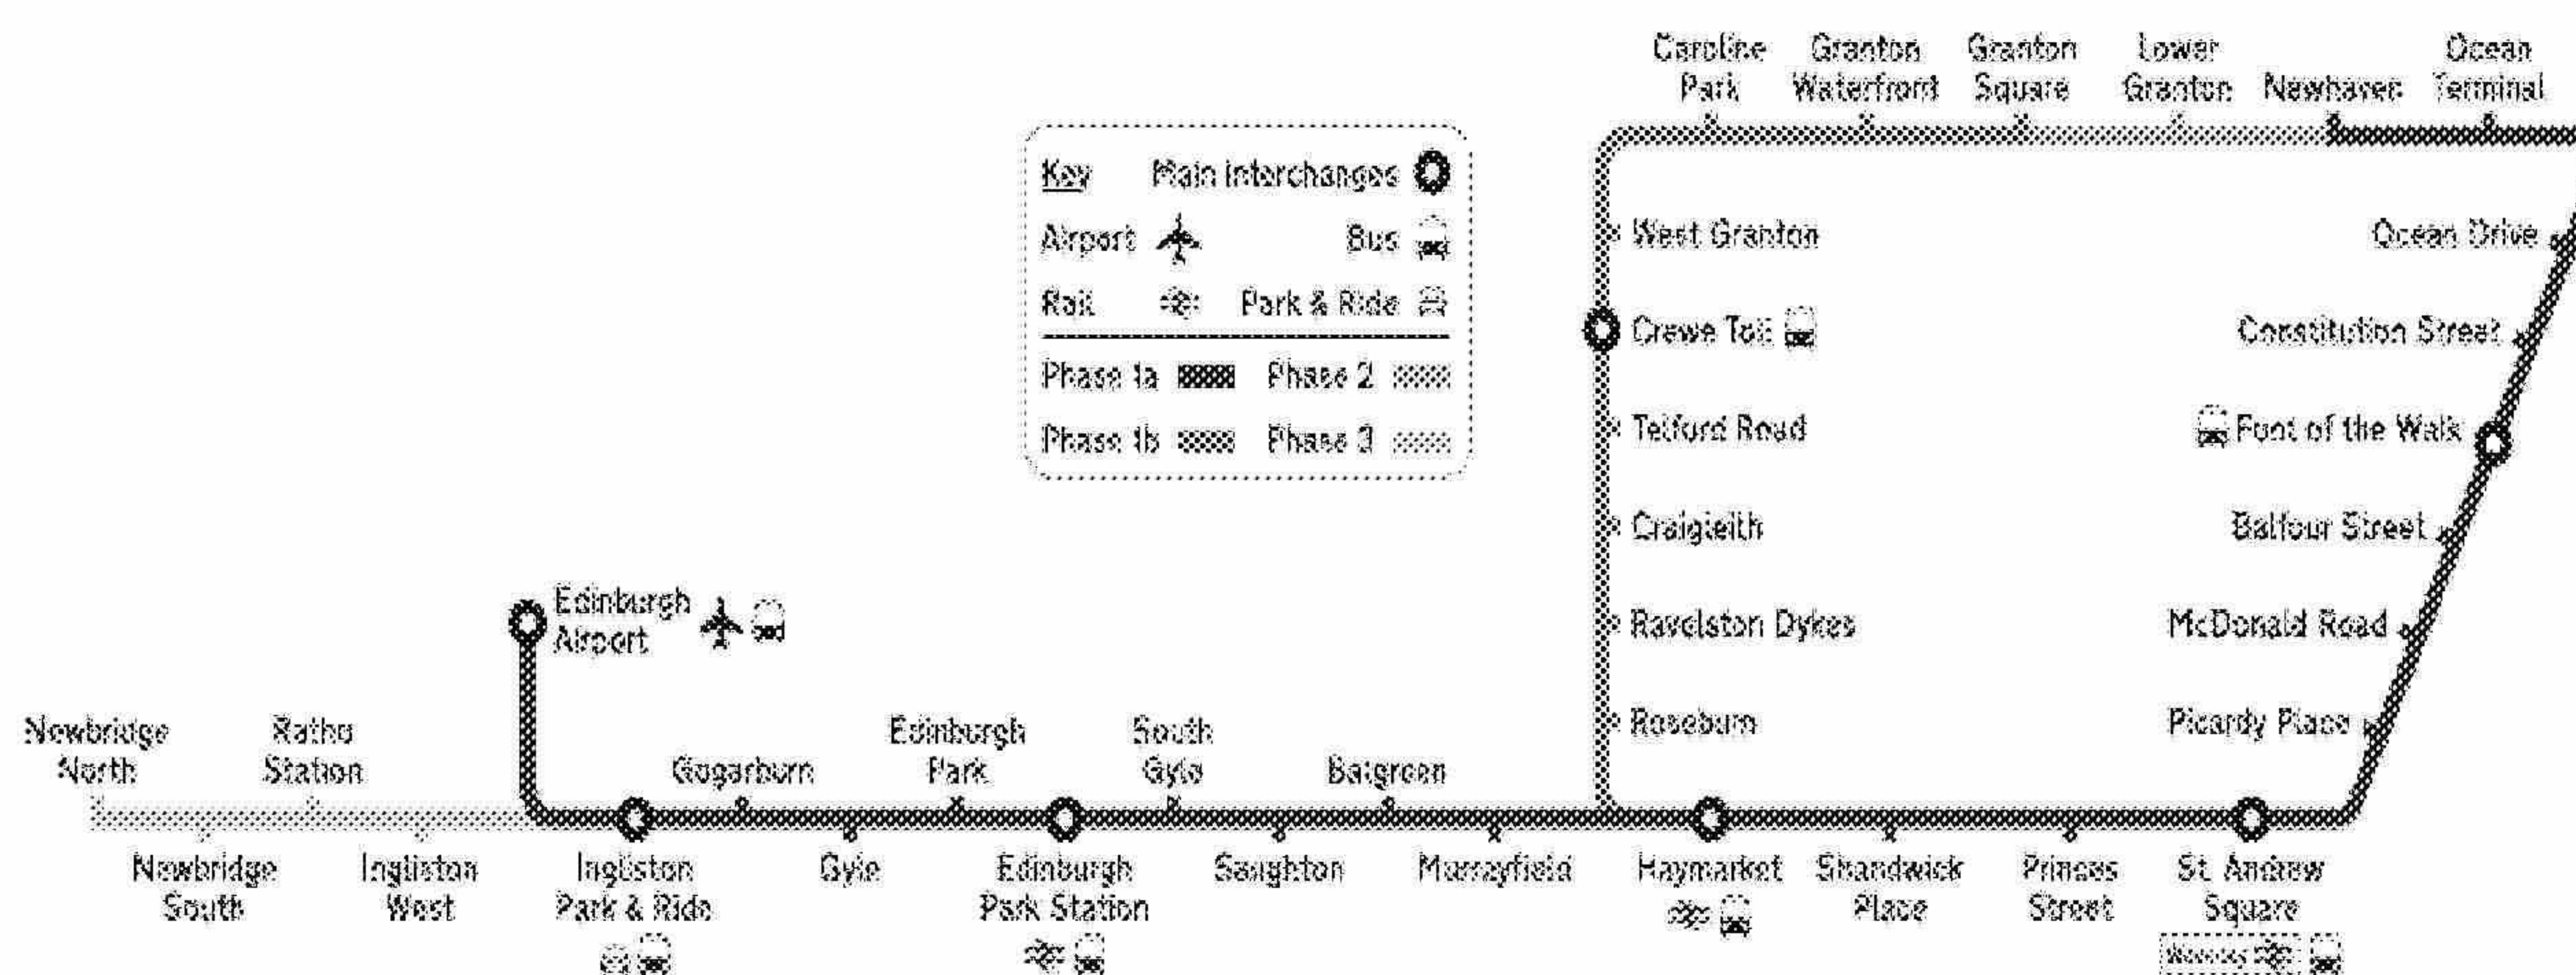 Caroline
Park
Granton
Waterfront
Granton
Square
Lower
Granton
Newhaven
Ocean
Terminal
Key
Main interchanges
Airport
Bus
Rail
Park & Ride
Phase 1a
Phase 2
Phase 1b
Phase 3
West Granton
Crewe Toll
Telford Road
Craigleith
Ravelston Dykes
Roseburn
Ocean Drive
Constitution Street
Foot of the Walk
Balfour Street
McDonald Road
Picardy Place
Edinburgh
Airport
Newbridge
North
Ratho
Station
Gogarburn
Edinburgh
Park
South
Gyle
Balgreen
Newbridge
South
Ingliston
West
Ingliston
Park & Ride
Gyle
Edinburgh
Park Station
Saughton
Murrayfield
Haymarket
Shandwick
Place
Princes
Street
St. Andrew
Square
Waverley